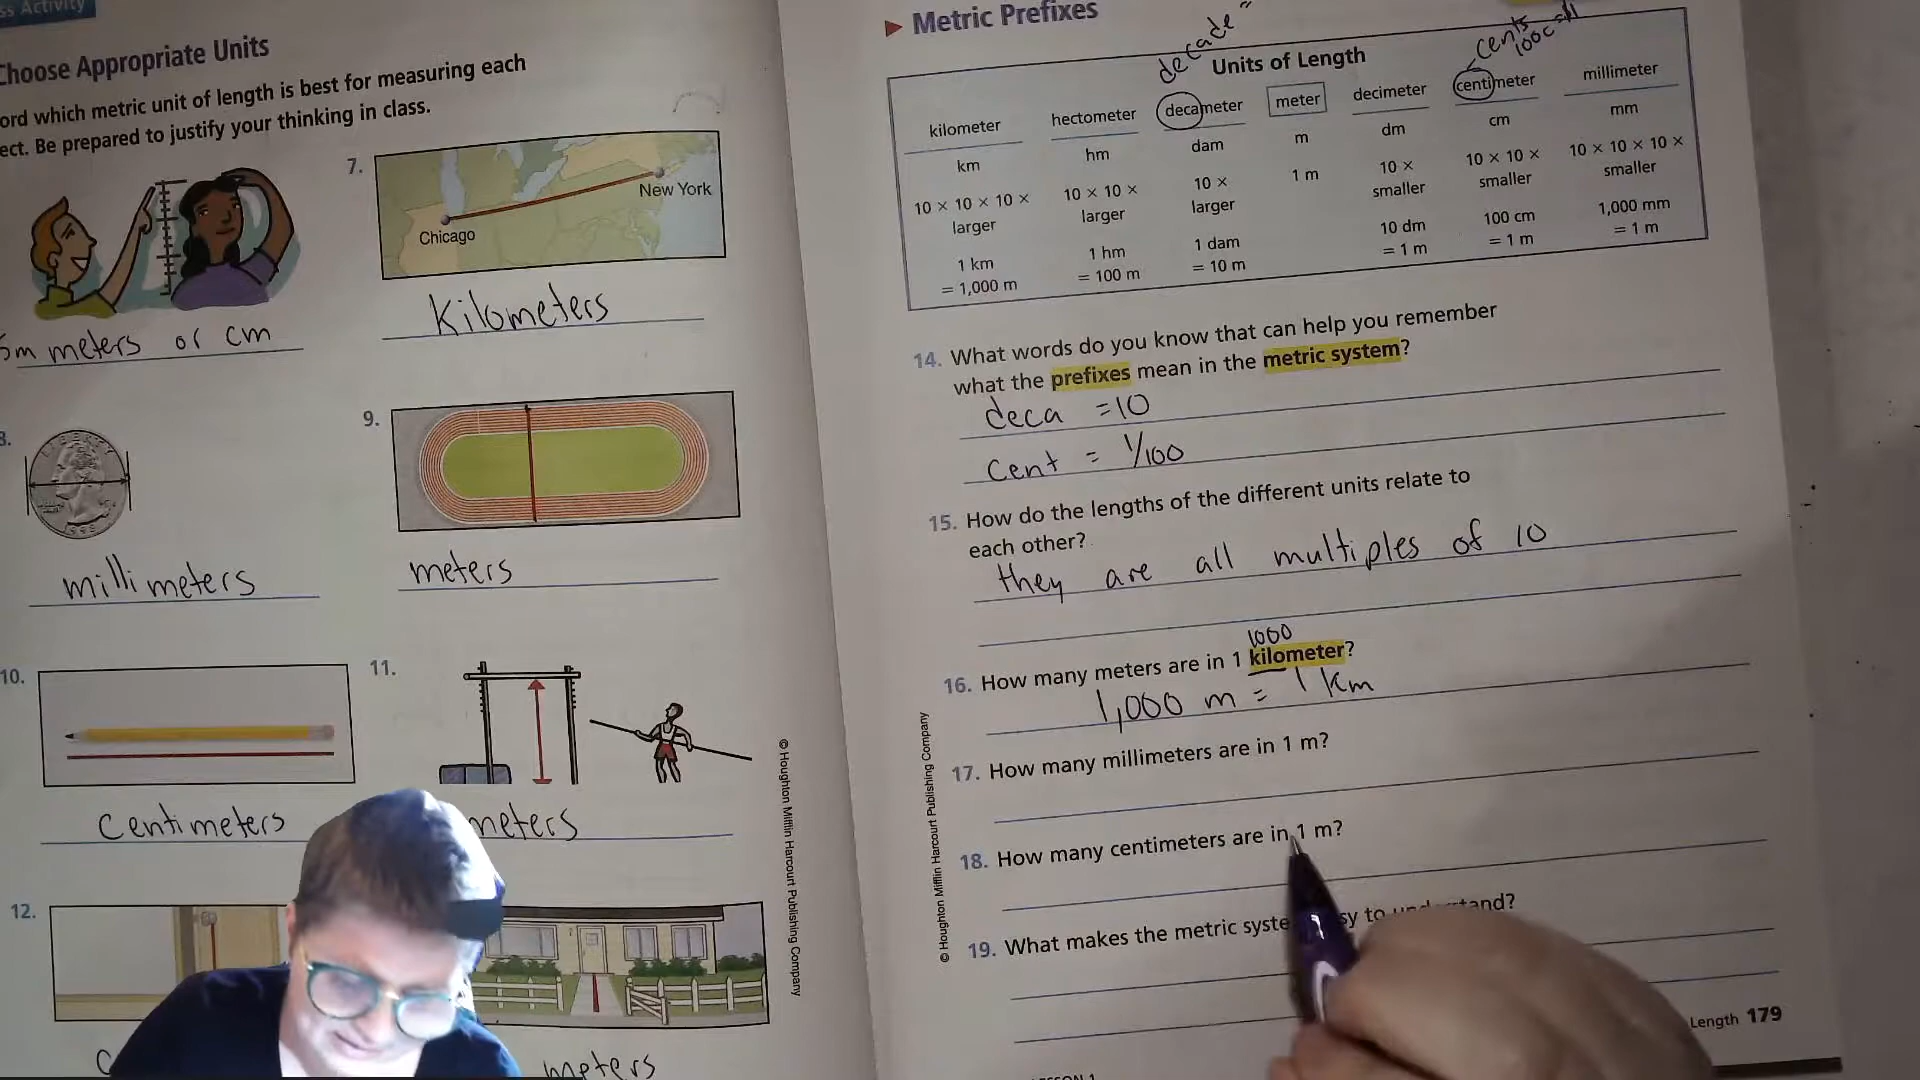 ss Activity
Choose Appropriate Units
ord which metric unit of length is best for measuring each
ect. Be prepared to justify your thinking in class.
5m meters or cm
7.
New York
Chicago
Kilometers
8.
LIBERTY
millimeters
9.
meters
10.
Centimeters
11.
meters
12.
meters
© Houghton Mifflin Harcourt Publishing Company
Metric Prefixes
decade
cents
Units of Length
kilometer hectometer decameter meter decimeter centimeter millimeter
km hm dam m dm cm mm
10 × 10 × 10 × larger 10 × 10 × larger 10 × larger 1 m 10 × smaller 10 × 10 × smaller 10 × 10 × 10 × smaller
1 km = 1,000 m 1 hm = 100 m 1 dam = 10 m 10 dm = 1 m 100 cm = 1 m 1,000 mm = 1 m
14. What words do you know that can help you remember
what the prefixes mean in the metric system?
deca = 10
cent = 1/100
15. How do the lengths of the different units relate to
each other?
they are all multiples of 10
1000
16. How many meters are in 1 kilometer?
1,000 m = 1 km
17. How many millimeters are in 1 m?
18. How many centimeters are in 1 m?
19. What makes the metric syste sy to understand?
© Houghton Mifflin Harcourt Publishing Company
Length 179